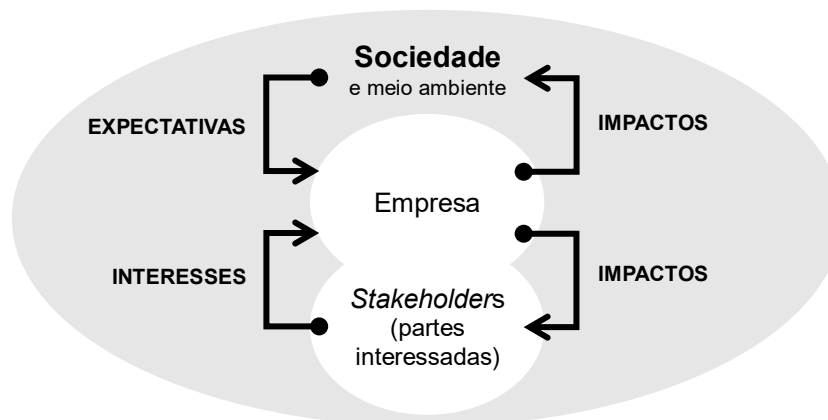 Sociedade
e meio ambiente
EXPECTATIVAS
IMPACTOS
Empresa
INTERESSES
IMPACTOS
Stakeholders
(partes
interessadas)